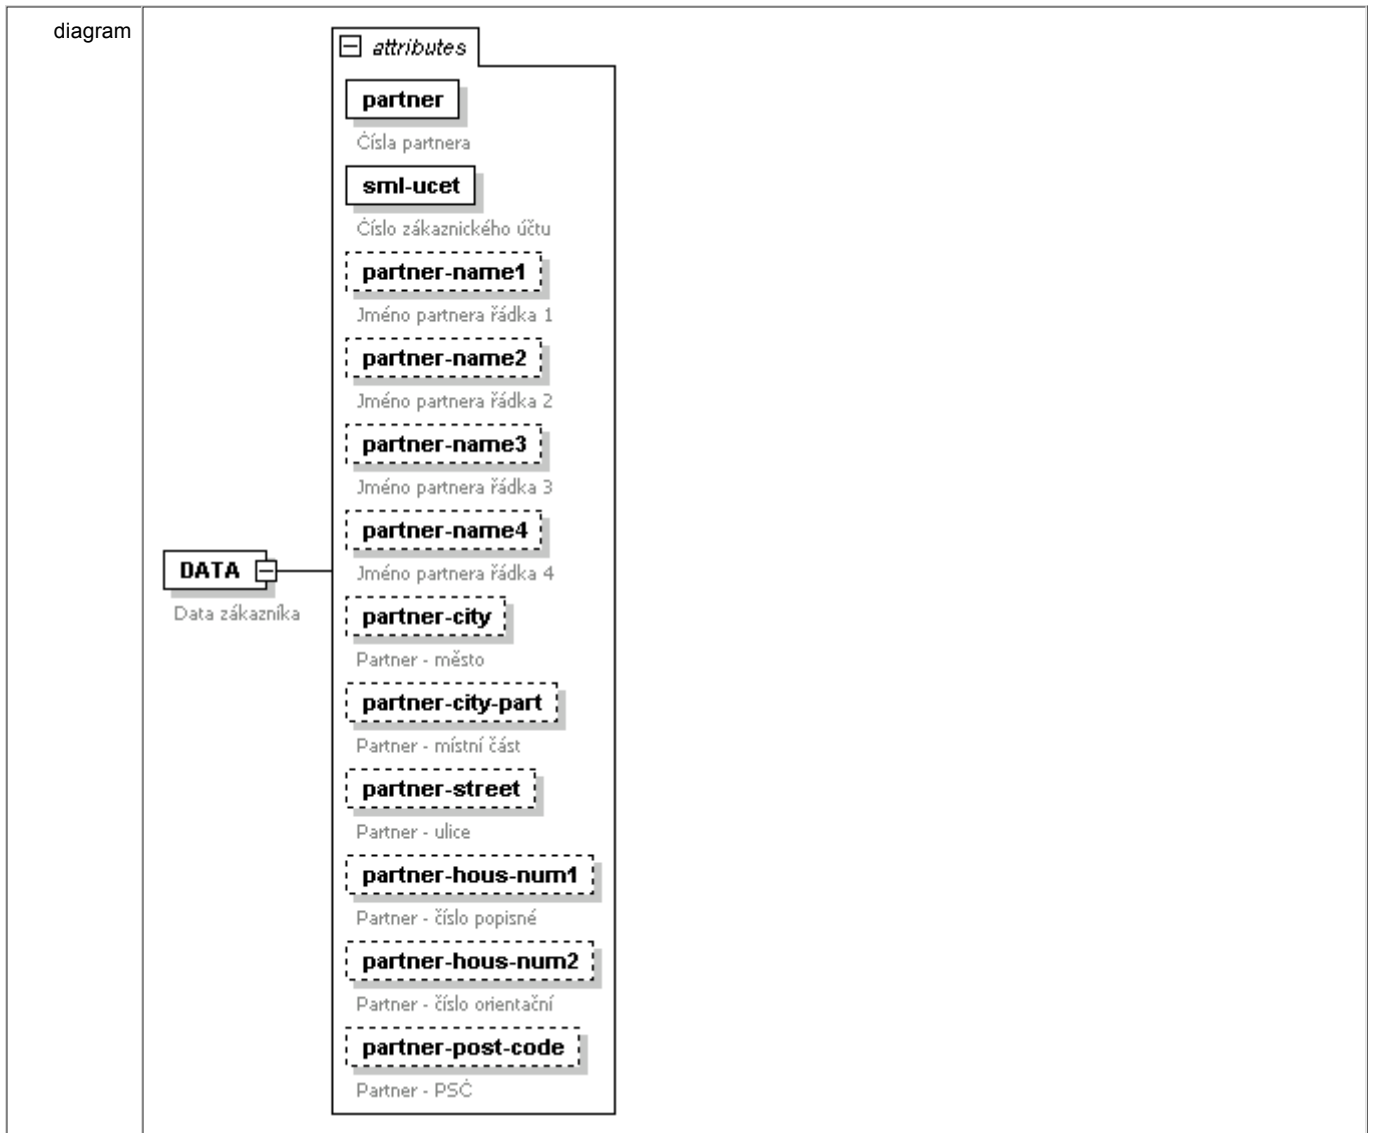 diagram
attributes
partner
Čísla partnera
sml-ucet
Číslo zákaznického účtu
partner-name1
Jméno partnera řádka 1
partner-name2
Jméno partnera řádka 2
partner-name3
Jméno partnera řádka 3
partner-name4
Jméno partnera řádka 4
DATA
Data zákazníka
partner-city
Partner - město
partner-city-part
Partner - místní část
partner-street
Partner - ulice
partner-hous-num1
Partner - číslo popisné
partner-hous-num2
Partner - číslo orientační
partner-post-code
Partner - PSČ